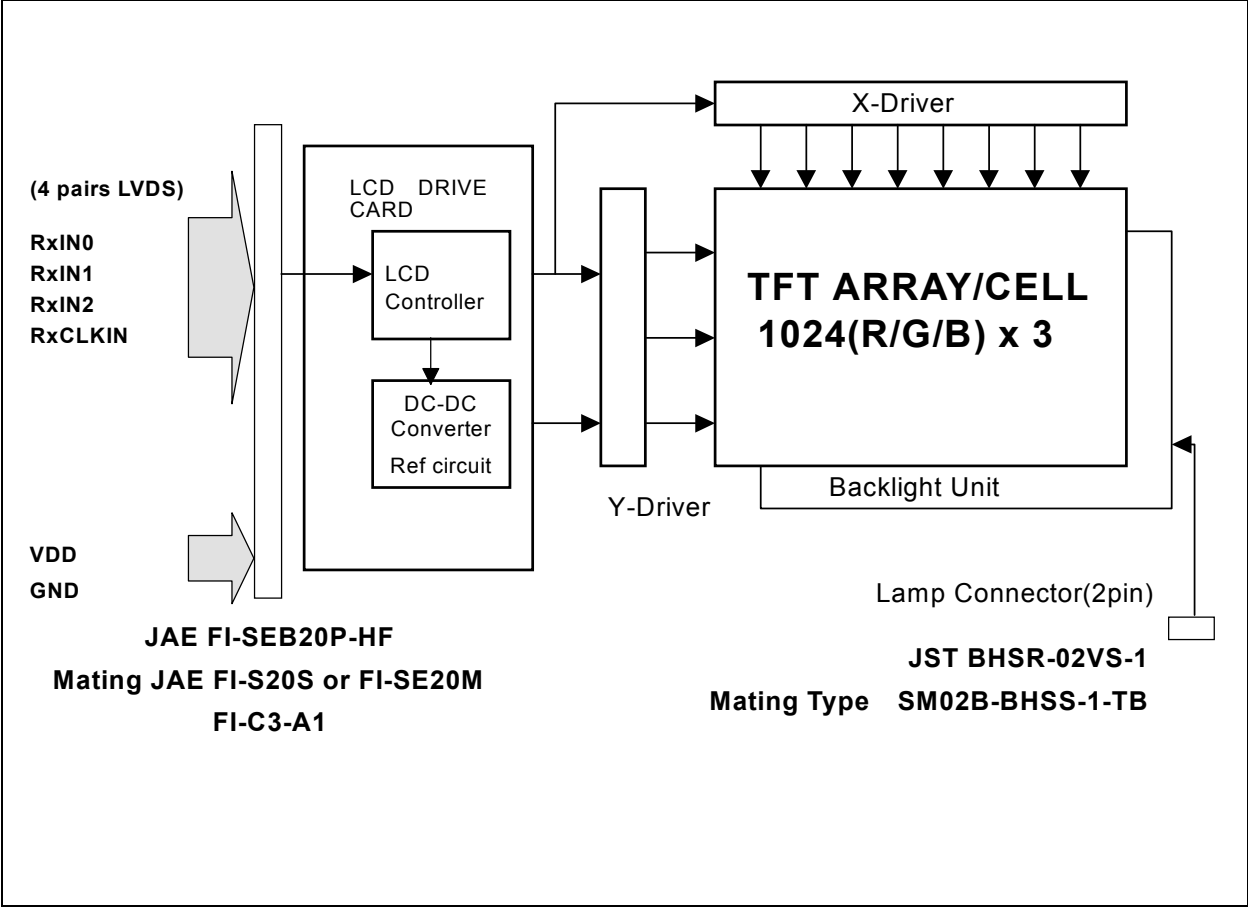 X-Driver
(4 pairs LVDS)
RxIN0
RxIN1
RxIN2
RxCLKIN
LCD DRIVE
CARD
LCD
Controller
DC-DC
Converter
Ref circuit
TFT ARRAY/CELL
1024(R/G/B) x 3
Backlight Unit
Y-Driver
VDD
GND
Lamp Connector(2pin)
JAE FI-SEB20P-HF
Mating JAE FI-S20S or FI-SE20M
FI-C3-A1
JST BHSR-02VS-1
Mating Type SM02B-BHSS-1-TB